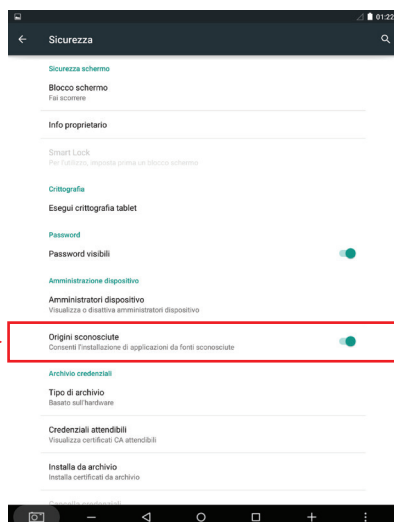 01:22
Sicurezza
Sicurezza schermo
Blocco schermo
Fai scorrere
Info proprietario
Smart Lock
Per l'utilizzo, imposta prima un blocco schermo
Crittografia
Esegui crittografia tablet
Password
Password visibili
Amministrazione dispositivo
Amministratori dispositivo
Visualizza o disattiva amministratori dispositivo
Origini sconosciute
Consenti l'installazione di applicazioni da fonti sconosciute
Archivio credenziali
Tipo di archivio
Basato sull'hardware
Credenziali attendibili
Visualizza certificati CA attendibili
Installa da archivio
Installa certificati da archivio
Cancella credenziali